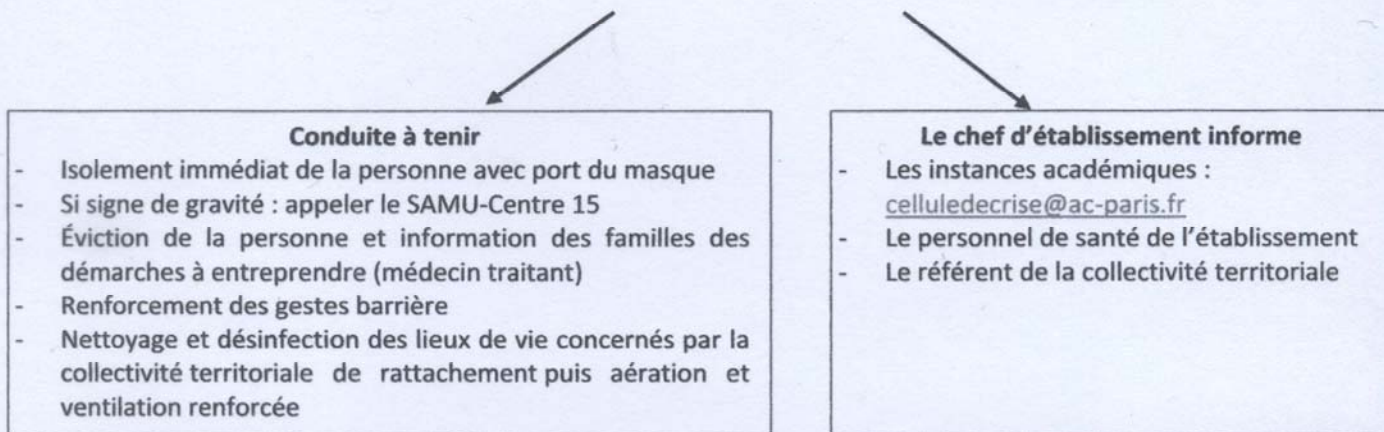 Conduite à tenir
- Isolement immédiat de la personne avec port du masque
- Si signe de gravité : appeler le SAMU-Centre 15
- Éviction de la personne et information des familles des
démarches à entreprendre (médecin traitant)
- Renforcement des gestes barrière
- Nettoyage et désinfection des lieux de vie concernés par la
collectivité territoriale de rattachement puis aération et
ventilation renforcée
Le chef d'établissement informe
- Les instances académiques :
celluledecrise@ac-paris.fr
- Le personnel de santé de l'établissement
- Le référent de la collectivité territoriale